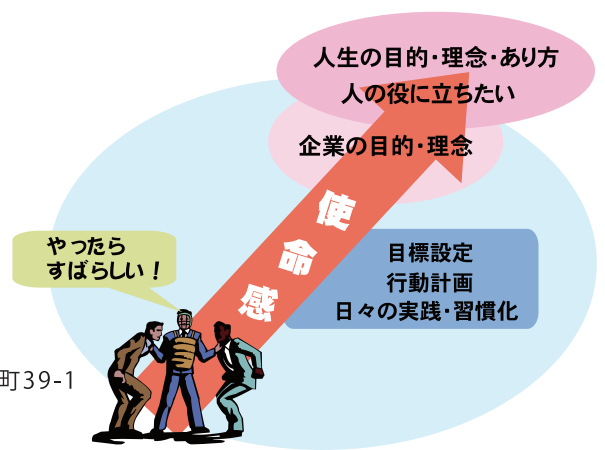 人生の目的・理念・あり方
人の役に立ちたい
企業の目的・理念
使命感
やったら
すばらしい！
目標設定
行動計画
日々の実践・習慣化
町39-1